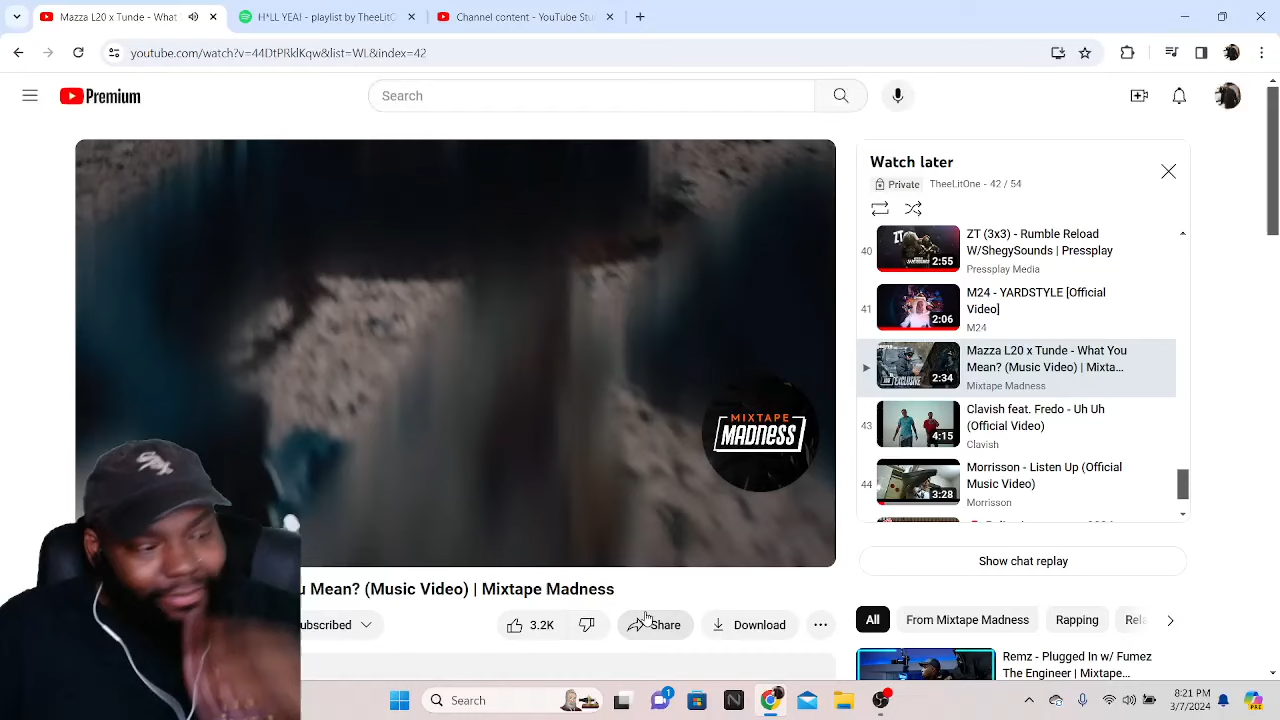 Mazza L20 x Tunde - What
H*LL YEA! - playlist by TheeLitO
Channel content - YouTube Stu
youtube.com/watch?v=44DtPRklKqw&list=WL&index=42
Premium
Search
Watch later
Private
TheeLitOne - 42 / 54
40
2:55
ZT (3x3) - Rumble Reload
W/ShegySounds | Pressplay
Pressplay Media
41
2:06
M24 - YARDSTYLE [Official
Video]
M24
2:34
Mazza L20 x Tunde - What You
Mean? (Music Video) | Mixta...
Mixtape Madness
43
4:15
Clavish feat. Fredo - Uh Uh
(Official Video)
Clavish
44
3:28
Morrisson - Listen Up (Official
Music Video)
Morrisson
MIXTAPE
MADNESS
Show chat replay
u Mean? (Music Video) | Mixtape Madness
ubscribed
3.2K
Share
Download
All
From Mixtape Madness
Rapping
Rela
Remz - Plugged In w/ Fumez
The Engineer | Mixtape...
Search
1
8:21 PM
3/7/2024